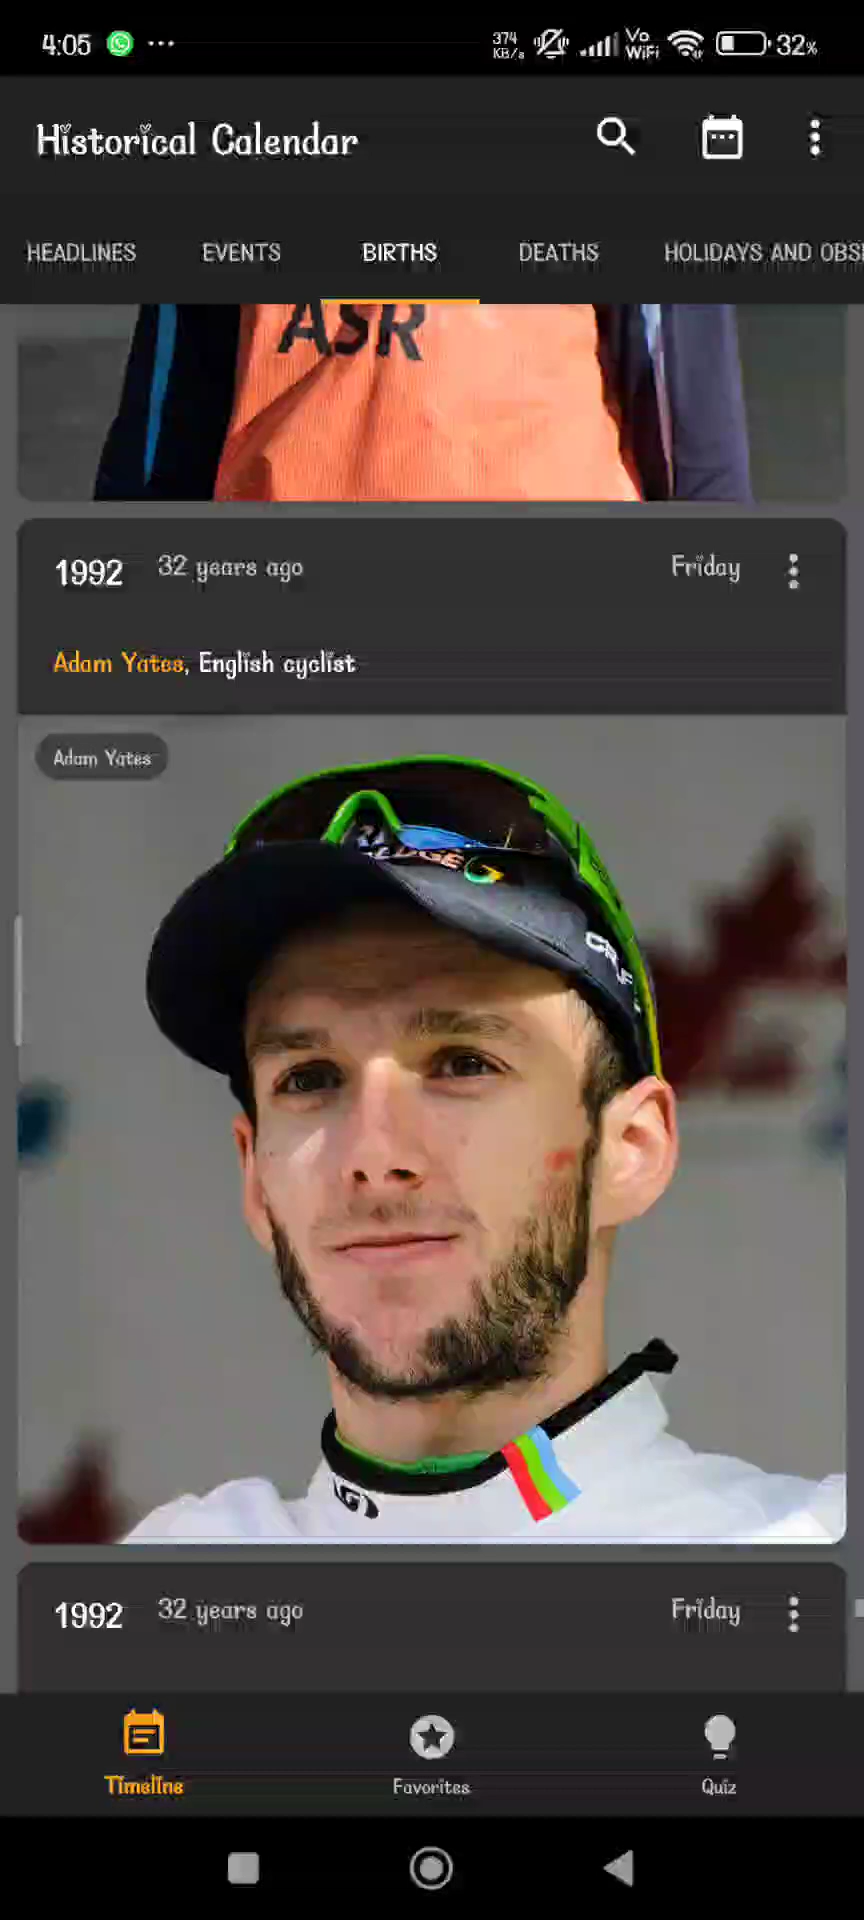 4:05 ... 374 KB/s Vo WiFi 32%
Historical Calendar
HEADLINES EVENTS BIRTHS DEATHS HOLIDAYS AND OBSE
ASR
1992 32 years ago Friday
Adam Yates, English cyclist
Adam Yates
1992 32 years ago Friday
Timeline Favorites Quiz